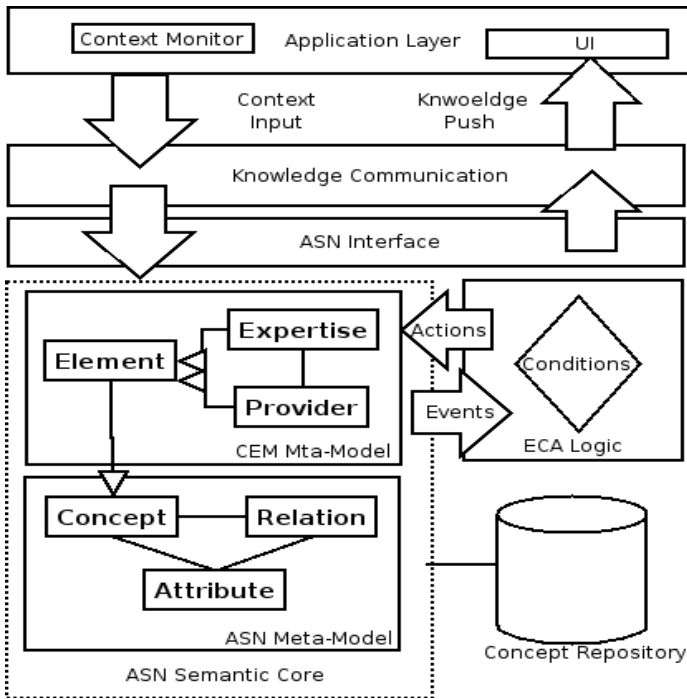 Context Monitor
Application Layer
UI
Context
Input
Knwoeldge
Push
Knowledge Communication
ASN Interface
Expertise
Element
Provider
CEM Mta-Model
Actions
Conditions
Events
ECA Logic
Concept
Relation
Attribute
ASN Meta-Model
ASN Semantic Core
Concept Repository